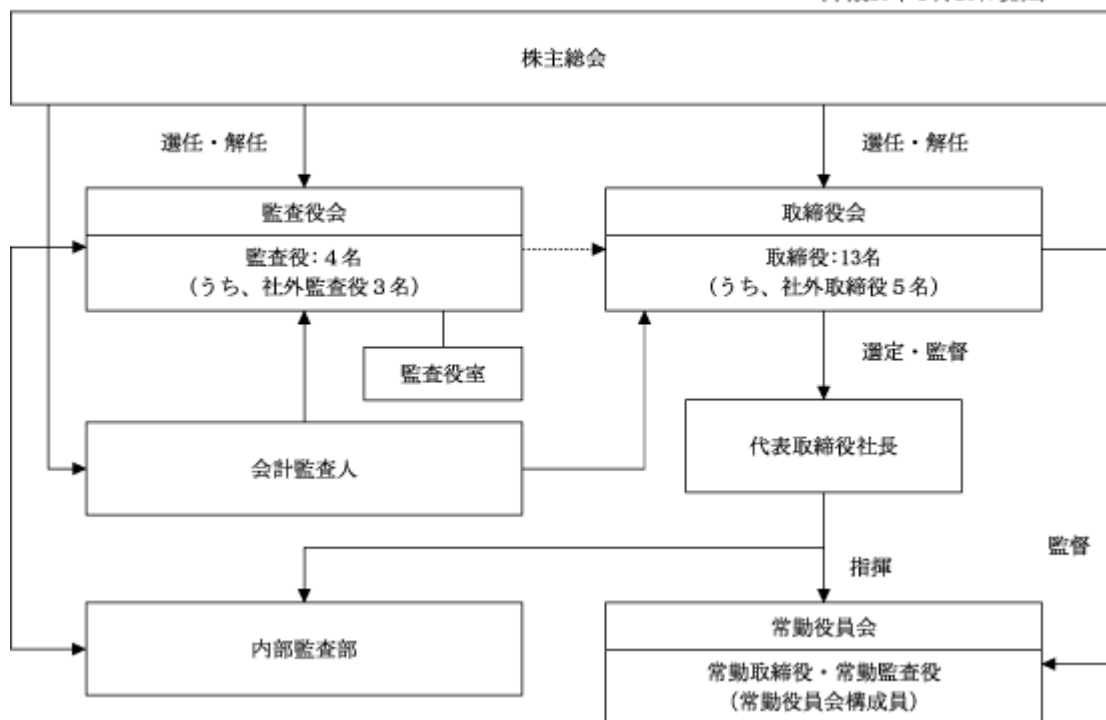 株主総会
選任・解任
選任・解任
監査役会
取締役会
監査役：4名
（うち、社外監査役3名）
取締役：13名
（うち、社外取締役5名）
選定・監督
監査役室
代表取締役社長
会計監査人
監督
指揮
内部監査部
常勤役員会
常勤取締役・常勤監査役
（常勤役員会構成員）